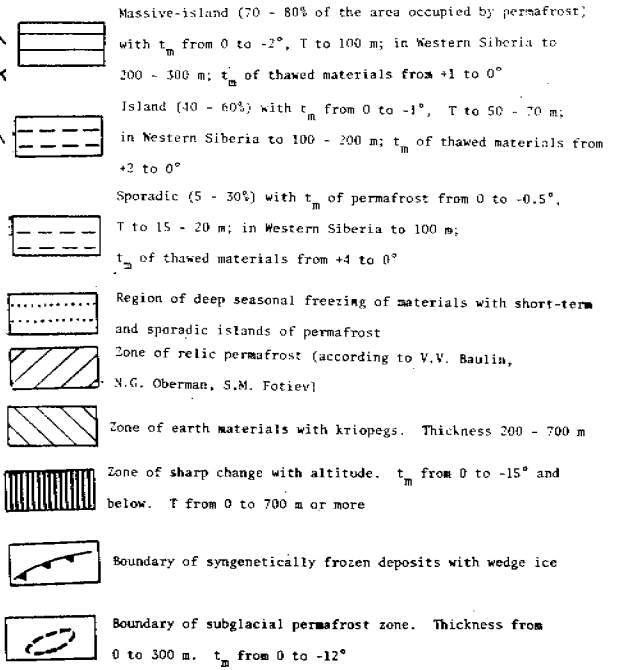 Massive-island (70 - 80% of the area occupied by permafrost)
with tm from 0 to -2°, T to 100 m; in Western Siberia to
200 - 300 m; tm of thawed materials from +1 to 0°
Island (40 - 60%) with tm from 0 to -1°, T to 50 - 70 m;
in Western Siberia to 100 - 200 m; tm of thawed materials from
+2 to 0°
Sporadic (5 - 30%) with tm of permafrost from 0 to -0.5°,
T to 15 - 20 m; in Western Siberia to 100 m;
tm of thawed materials from +4 to 0°
Region of deep seasonal freezing of materials with short-term
and sporadic islands of permafrost
Zone of relic permafrost (according to V.V. Baulin,
N.G. Oberman, S.M. Fotiev)
Zone of earth materials with kriopegs. Thickness 200 - 700 m
Zone of sharp change with altitude. tm from 0 to -15° and
below. T from 0 to 700 m or more
Boundary of syngenetically frozen deposits with wedge ice
Boundary of subglacial permafrost zone. Thickness from
0 to 300 m. tm from 0 to -12°